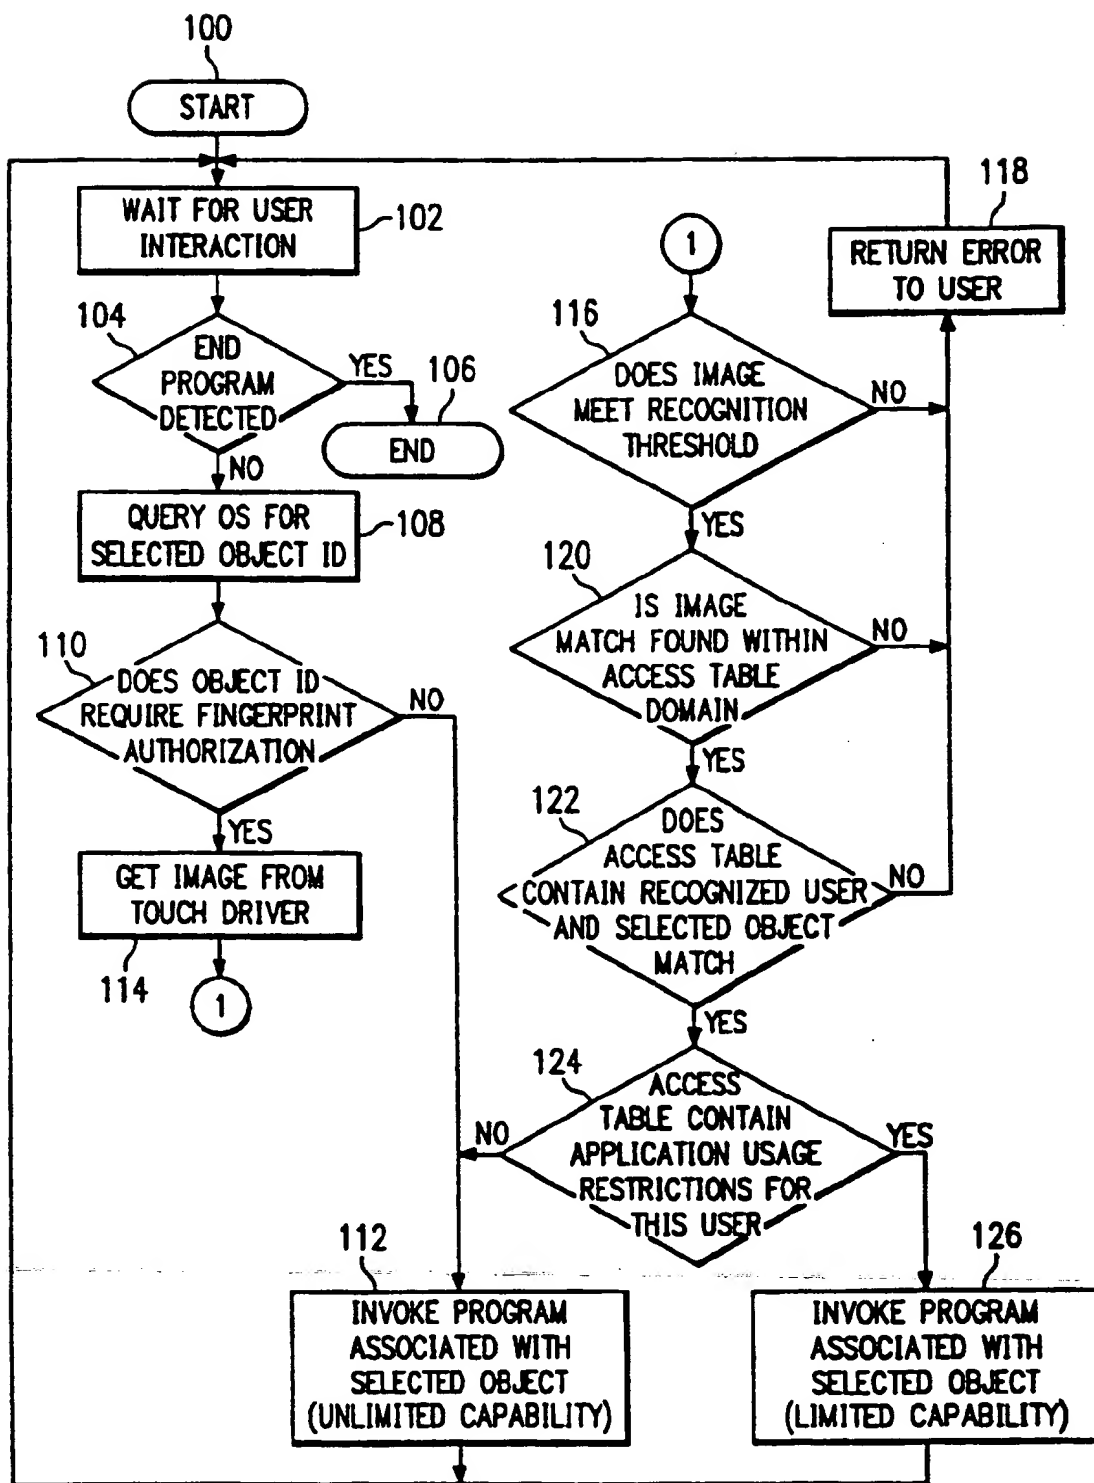 100
START
WAIT FOR USER
INTERACTION
102
104
END
PROGRAM
DETECTED
YES
106
END
NO
QUERY OS FOR
SELECTED OBJECT ID
108
110
DOES OBJECT ID
REQUIRE FINGERPRINT
AUTHORIZATION
NO
YES
GET IMAGE FROM
TOUCH DRIVER
114
1
1
116
DOES IMAGE
MEET RECOGNITION
THRESHOLD
NO
118
RETURN ERROR
TO USER
YES
120
IS IMAGE
MATCH FOUND WITHIN
ACCESS TABLE
DOMAIN
NO
YES
122
DOES
ACCESS TABLE
CONTAIN RECOGNIZED USER
AND SELECTED OBJECT
MATCH
NO
YES
124
ACCESS
TABLE CONTAIN
APPLICATION USAGE
RESTRICTIONS FOR
THIS USER
NO
YES
112
INVOKE PROGRAM
ASSOCIATED WITH
SELECTED OBJECT
(UNLIMITED CAPABILITY)
126
INVOKE PROGRAM
ASSOCIATED WITH
SELECTED OBJECT
(LIMITED CAPABILITY)